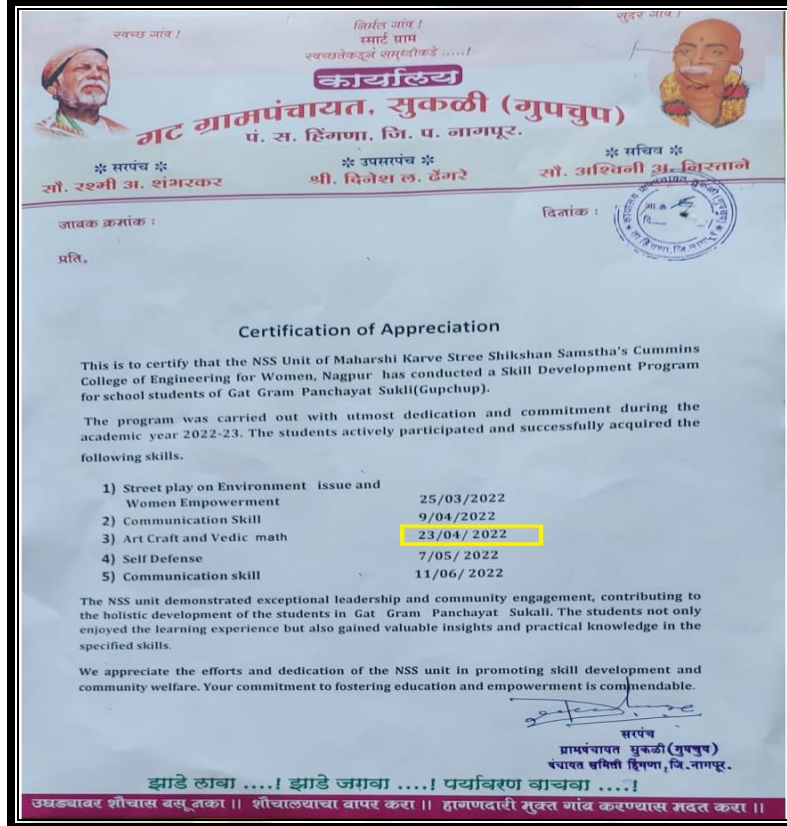 स्वच्छ गांव !
निर्मल गांव !
सुंदर गांव !
स्मार्ट ग्राम
स्वच्छतेकडून समृध्दीकडे .....!
कार्यालय
गट ग्रामपंचायत, सुकळी (गुपचुप)
पं. स. हिंगणा, जि. प. नागपूर.
❊ सरपंच ❊
❊ उपसरपंच ❊
❊ सचिव ❊
सौ. रश्मी अ. शंभरकर
श्री. दिनेश ल. ढेंगरे
सौ. अश्विनी अ. निस्ताने
जावक क्रमांक :
दिनांक :
प्रति,
Certification of Appreciation
This is to certify that the NSS Unit of Maharshi Karve Stree Shikshan Samstha's Cummins
College of Engineering for Women, Nagpur has conducted a Skill Development Program
for school students of Gat Gram Panchayat Sukli(Gupchup).
The program was carried out with utmost dedication and commitment during the
academic year 2022-23. The students actively participated and successfully acquired the
following skills.
1) Street play on Environment issue and
Women Empowerment 25/03/2022
2) Communication Skill 9/04/2022
3) Art Craft and Vedic math 23/04/ 2022
4) Self Defense 7/05/ 2022
5) Communication skill 11/06/ 2022
The NSS unit demonstrated exceptional leadership and community engagement, contributing to
the holistic development of the students in Gat Gram Panchayat Sukali. The students not only
enjoyed the learning experience but also gained valuable insights and practical knowledge in the
specified skills.
We appreciate the efforts and dedication of the NSS unit in promoting skill development and
community welfare. Your commitment to fostering education and empowerment is commendable.
सरपंच
ग्रामपंचायत सुकळी(गुपचुप)
पंचायत समिती हिंगणा,जि.नागपूर.
झाडे लावा ....! झाडे जगवा ....! पर्यावरण वाचवा ....!
उघड्यावर शौचास बसू नका ।। शौचालयाचा वापर करा ।। हागणदारी मुक्त गांव करण्यास मदत करा ।।